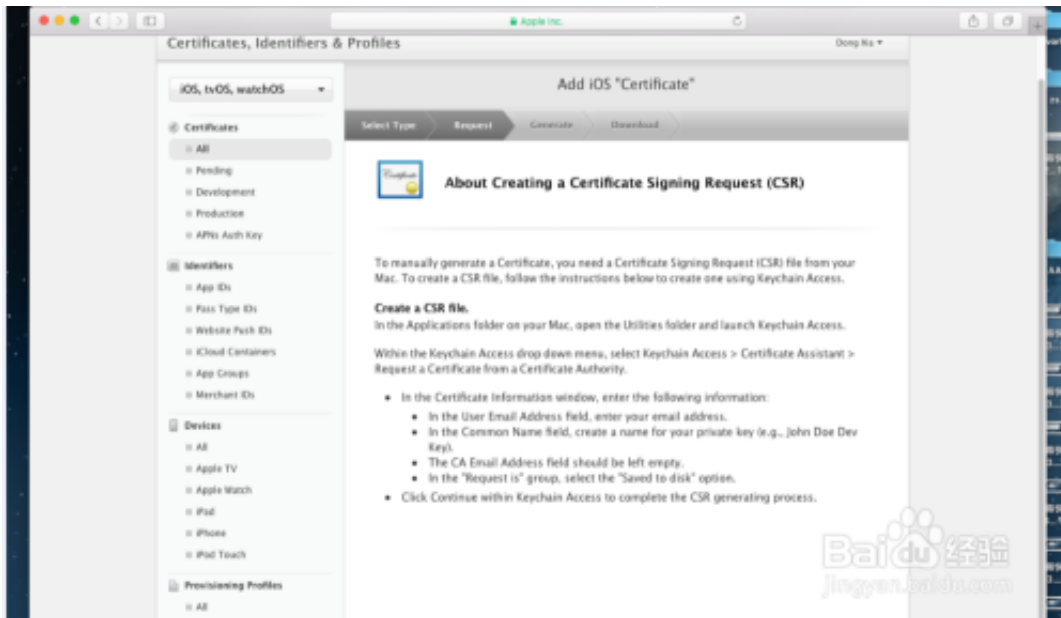 Apple Inc.
Certificates, Identifiers & Profiles
Dong Niu
iOS, tvOS, watchOS
Add iOS "Certificate"
Select Type
Request
Generate
Download
Certificates
All
Pending
Development
Production
APNs Auth Key
Identifiers
App IDs
Pass Type IDs
Website Push IDs
iCloud Containers
App Groups
Merchant IDs
Devices
All
Apple TV
Apple Watch
iPad
iPhone
iPod Touch
Provisioning Profiles
All
Certificate
About Creating a Certificate Signing Request (CSR)
To manually generate a Certificate, you need a Certificate Signing Request (CSR) file from your
Mac. To create a CSR file, follow the instructions below to create one using Keychain Access.
Create a CSR file.
In the Applications folder on your Mac, open the Utilities folder and launch Keychain Access.
Within the Keychain Access drop down menu, select Keychain Access > Certificate Assistant >
Request a Certificate from a Certificate Authority.
In the Certificate Information window, enter the following information:
In the User Email Address field, enter your email address.
In the Common Name field, create a name for your private key (e.g., John Doe Dev
Key).
The CA Email Address field should be left empty.
In the "Request is" group, select the "Saved to disk" option.
Click Continue within Keychain Access to complete the CSR generating process.
Baidu经验
jingyan.baidu.com